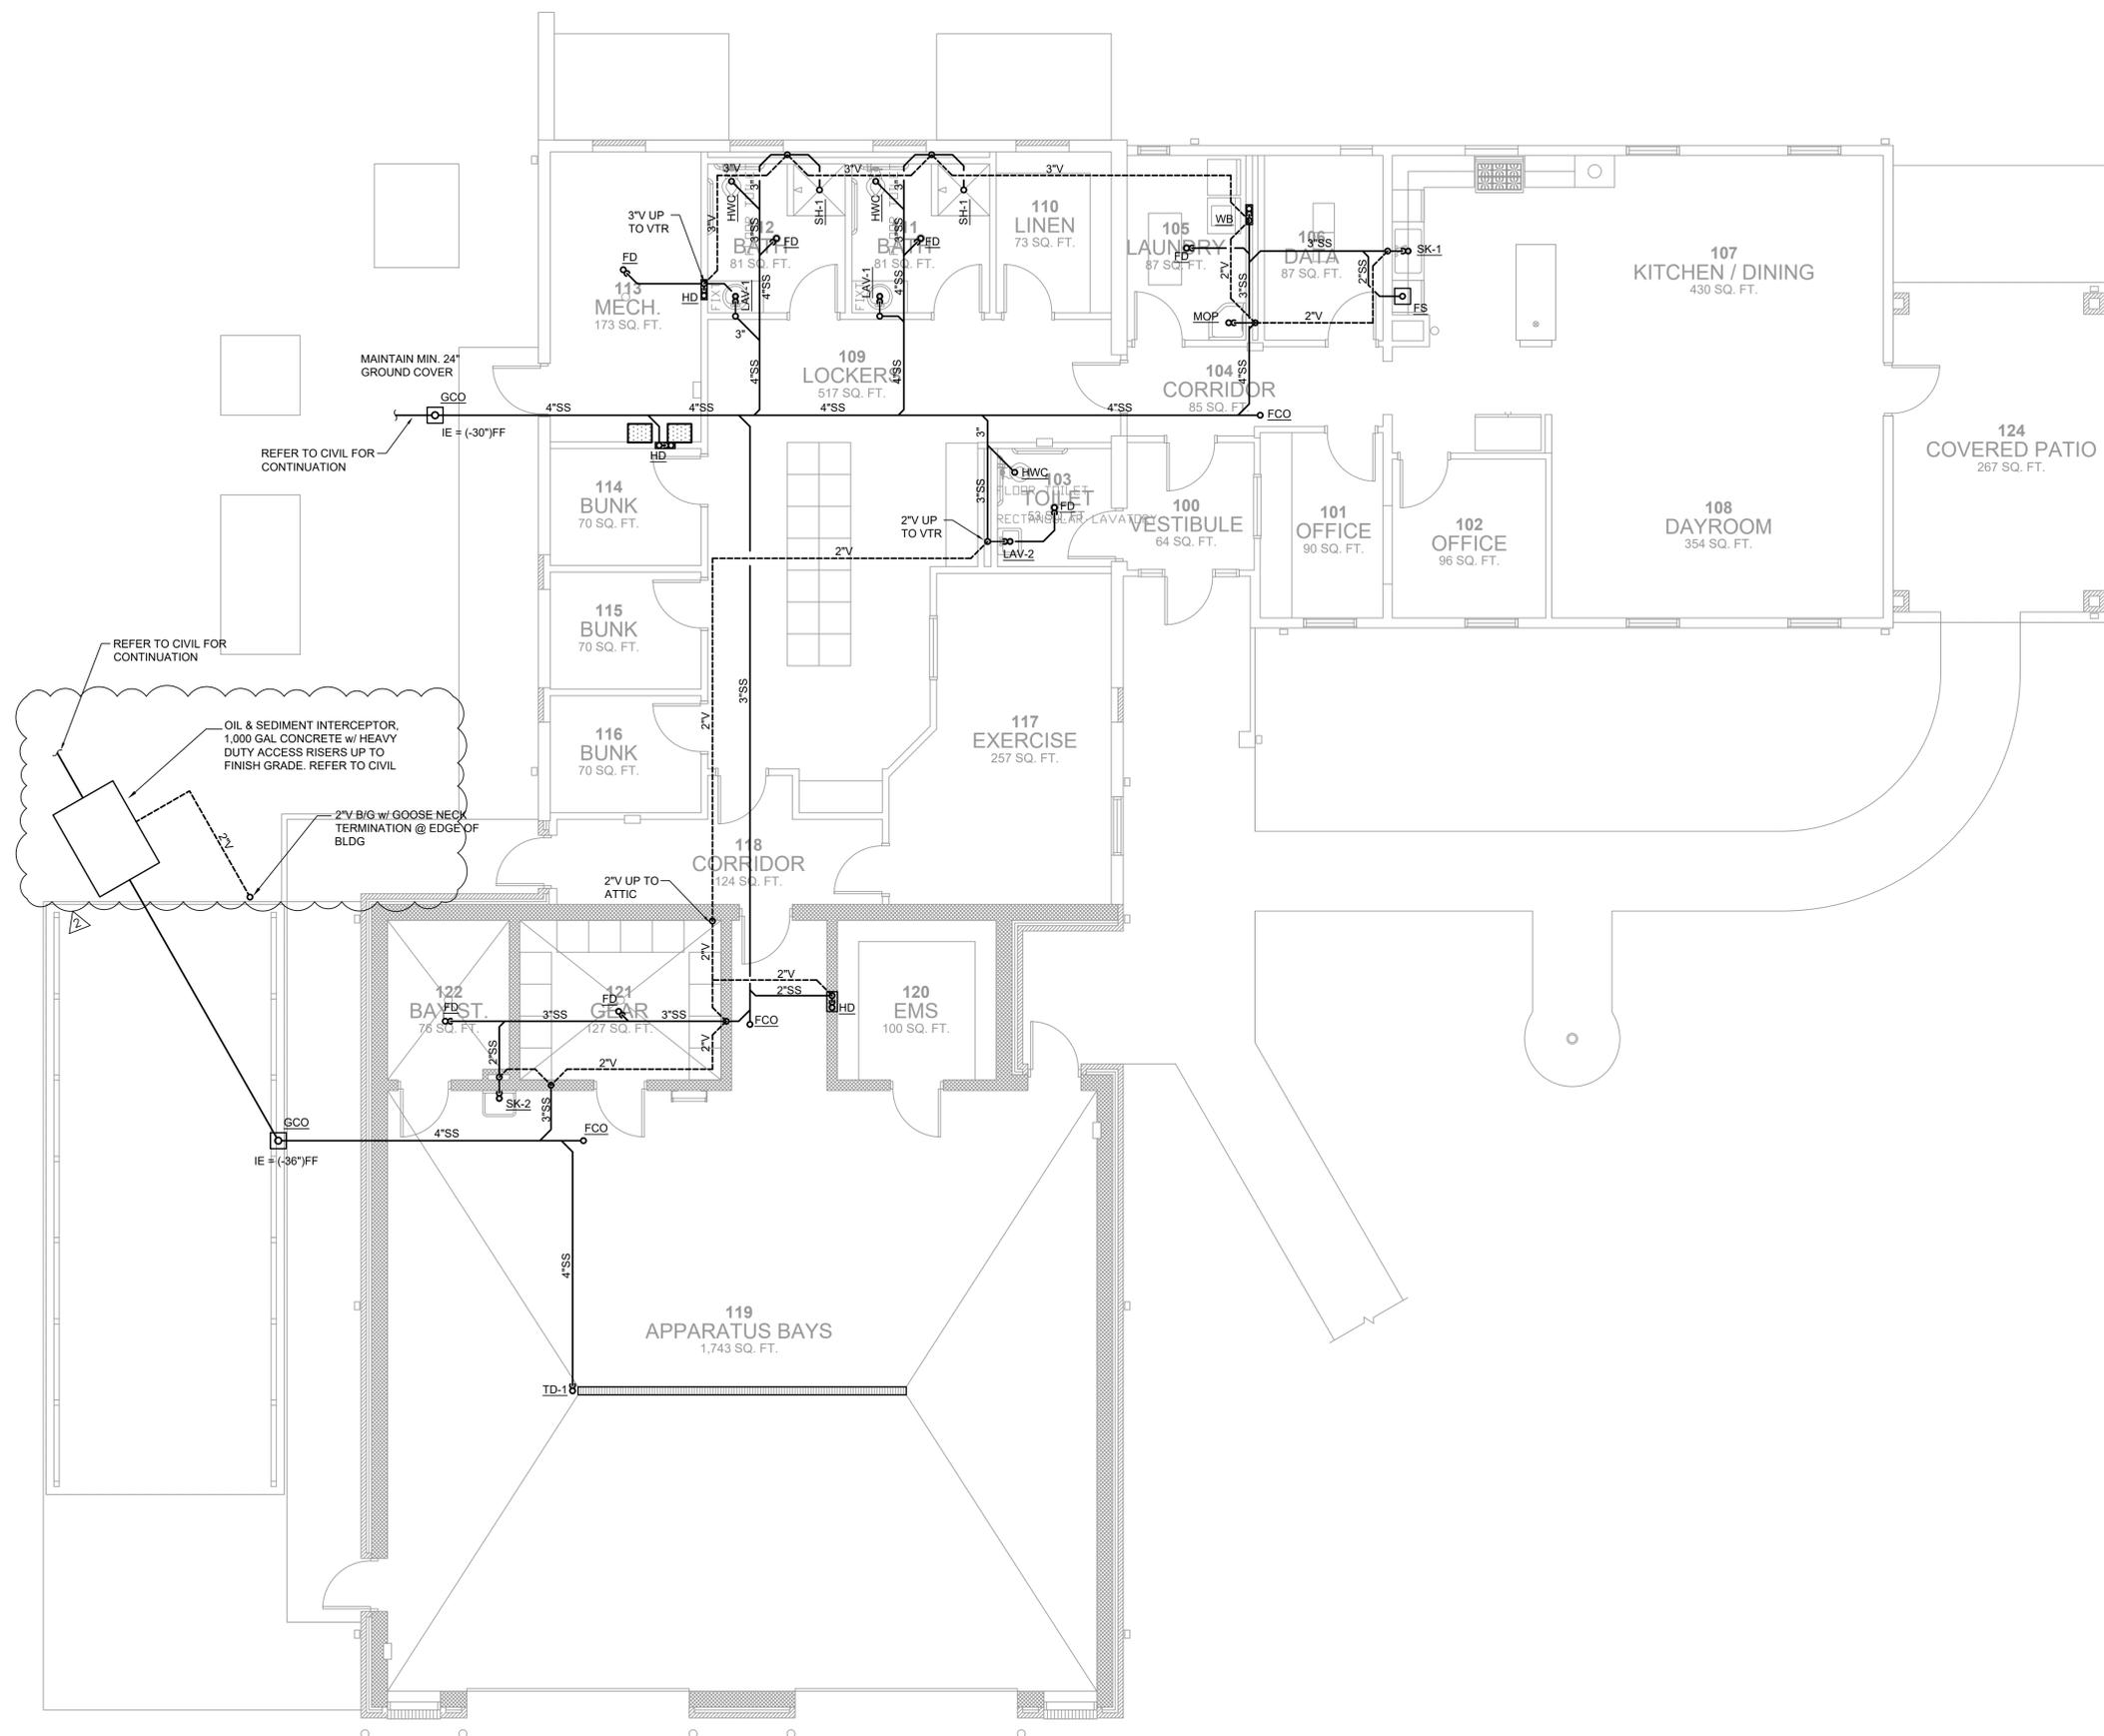 3"V
3"V
3"V
3"
3"
HWC
HWC
SH-1
SH-1
3"V UP
TO VTR
3"V
3"SS
3"SS
112
BATH
81 SQ. FT.
FD
111
BATH
81 SQ. FT.
FD
110
LINEN
73 SQ. FT.
WB
105
LAUNDRY
87 SQ. FT.
FD
106
DATA
87 SQ. FT.
3"SS
SK-1
2"V
3"SS
2"SS
107
KITCHEN / DINING
430 SQ. FT.
FD
113
MECH.
173 SQ. FT.
HD
LAV-1
LAV-1
4"SS
4"SS
3"
MOP
2"V
FS
MAINTAIN MIN. 24"
GROUND COVER
GCO
IE = (-30")FF
REFER TO CIVIL FOR
CONTINUATION
109
LOCKERS
517 SQ. FT.
4"SS
4"SS
4"SS
104
CORRIDOR
85 SQ. FT.
4"SS
4"SS
4"SS
4"SS
FCO
HD
3"
HWC
103
TOILET
53 SQ. FT.
FLOOR TOILET
RECTANGULAR-LAVATORY
FD
3"SS
2"V UP
TO VTR
LAV-2
2"V
114
BUNK
70 SQ. FT.
100
VESTIBULE
64 SQ. FT.
101
OFFICE
90 SQ. FT.
102
OFFICE
96 SQ. FT.
108
DAYROOM
354 SQ. FT.
124
COVERED PATIO
267 SQ. FT.
115
BUNK
70 SQ. FT.
REFER TO CIVIL FOR
CONTINUATION
OIL & SEDIMENT INTERCEPTOR,
1,000 GAL CONCRETE w/ HEAVY
DUTY ACCESS RISERS UP TO
FINISH GRADE. REFER TO CIVIL
116
BUNK
70 SQ. FT.
2"V
3"SS
117
EXERCISE
257 SQ. FT.
2"V
2"V B/G w/ GOOSE NECK
TERMINATION @ EDGE OF
BLDG
2
118
CORRIDOR
124 SQ. FT.
2"V UP TO
ATTIC
2"V
2"V
2"SS
HD
122
BAY ST.
76 SQ. FT.
FD
121
GEAR
127 SQ. FT.
FD
120
EMS
100 SQ. FT.
3"SS
3"SS
FCO
2"SS
2"V
2"V
SK-2
3"SS
GCO
IE = (-36")FF
4"SS
FCO
4"SS
119
APPARATUS BAYS
1,743 SQ. FT.
TD-1